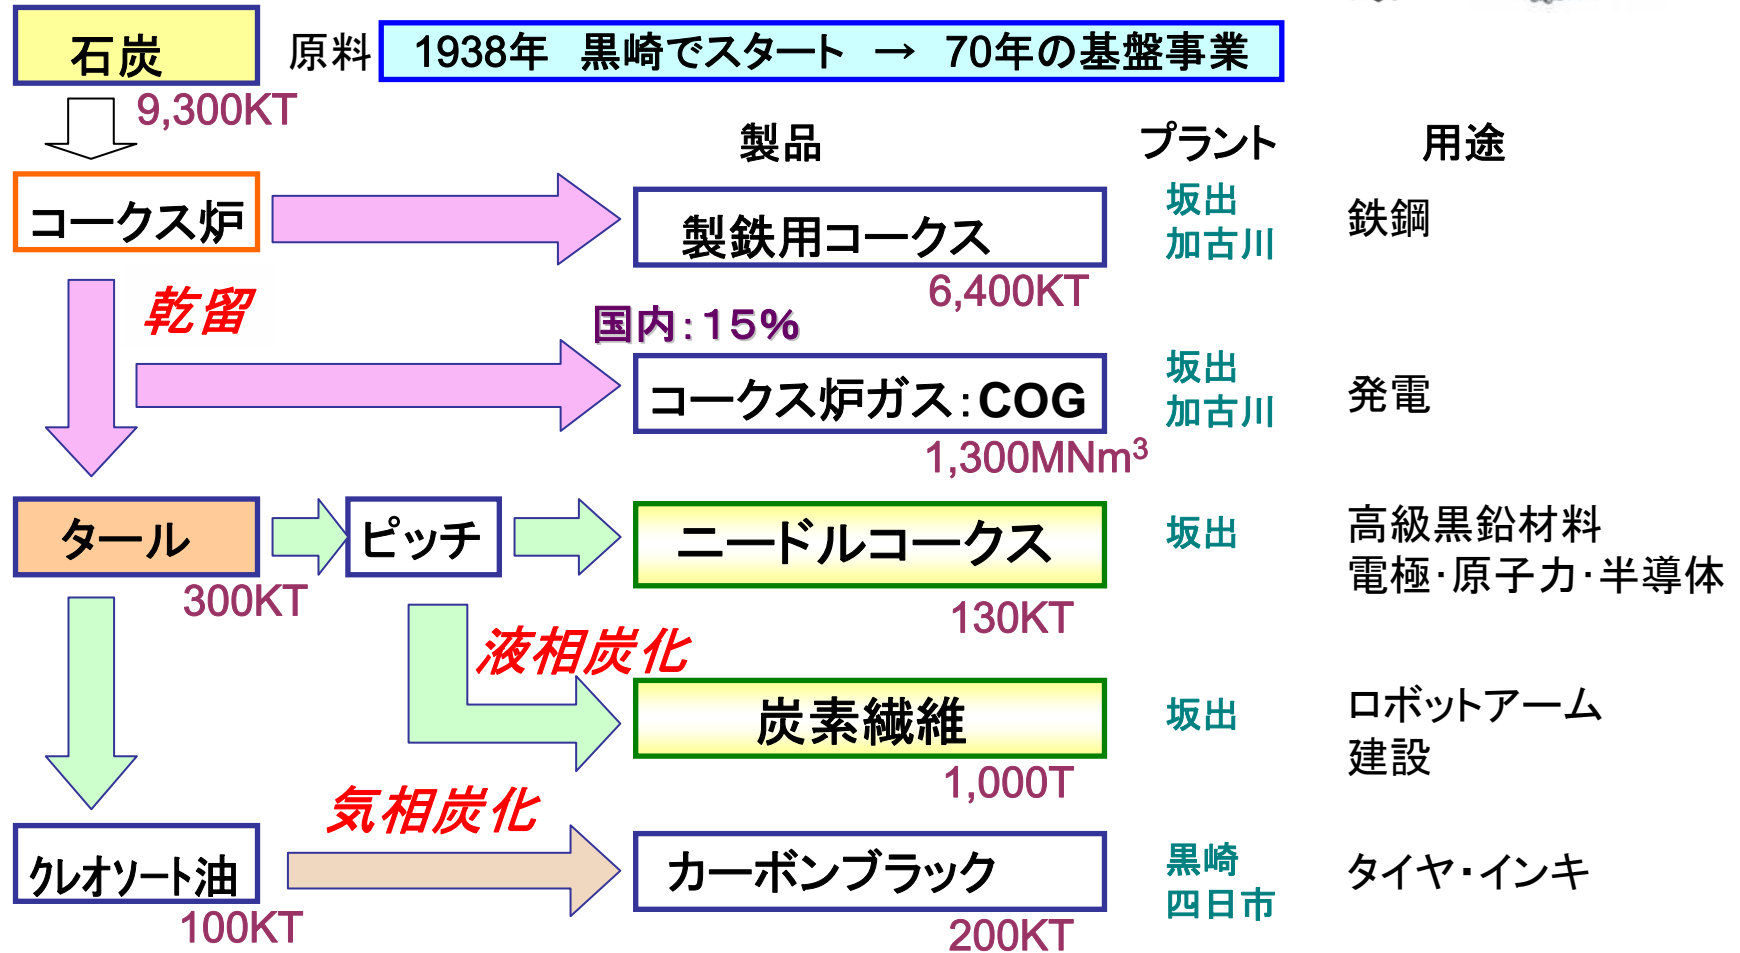 石炭
原料
1938年 黒崎でスタート → 70年の基盤事業
9,300KT
製品
プラント
用途
コークス炉
製鉄用コークス
6,400KT
坂出
加古川
鉄鋼
乾留
国内：15%
コークス炉ガス：COG
1,300MNm³
坂出
加古川
発電
タール
300KT
ピッチ
ニードルコークス
130KT
坂出
高級黒鉛材料
電極・原子力・半導体
液相炭化
炭素繊維
1,000T
坂出
ロボットアーム
建設
クレオソート油
100KT
気相炭化
カーボンブラック
200KT
黒崎
四日市
タイヤ・インキ